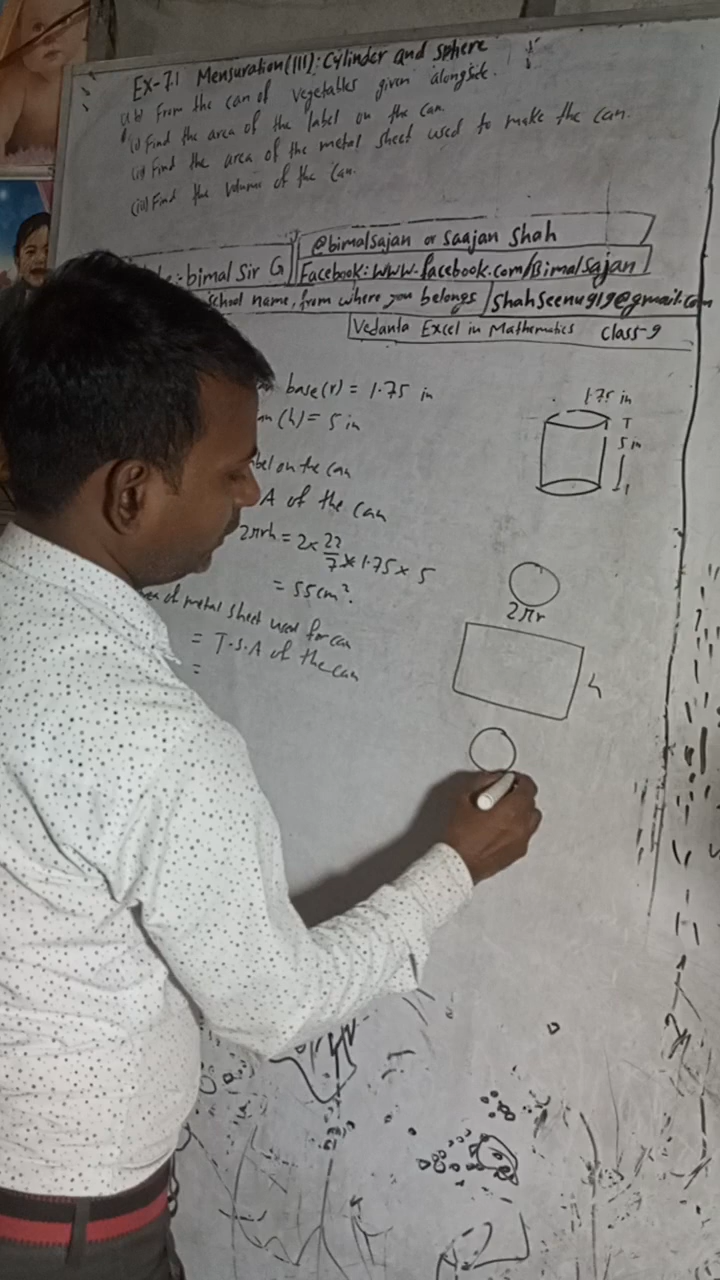 Ex-7.1 Mensuration(III): Cylinder and Sphere
From the can of vegetables given alongside.
(i) Find the area of the label on the can.
(ii) Find the area of the metal sheet used to make the can.
(iii) Find the volume of the can.
@bimalsajan or Saajan Shah
:-bimal Sir G
Facebook: www.facebook.com/Bimalsajan
School name, from where you belongs
shahseenu919@gmail.com
Vedanta Excel in Mathematics Class-9
base(r) = 1.75 in
(h) = 5 in
1.75 in
5 in
label on the can
A of the can
2πrh = 2×22/7×1.75×5
= 55cm².
of metal sheet used for can
= T.S.A of the can
=
2πr
h